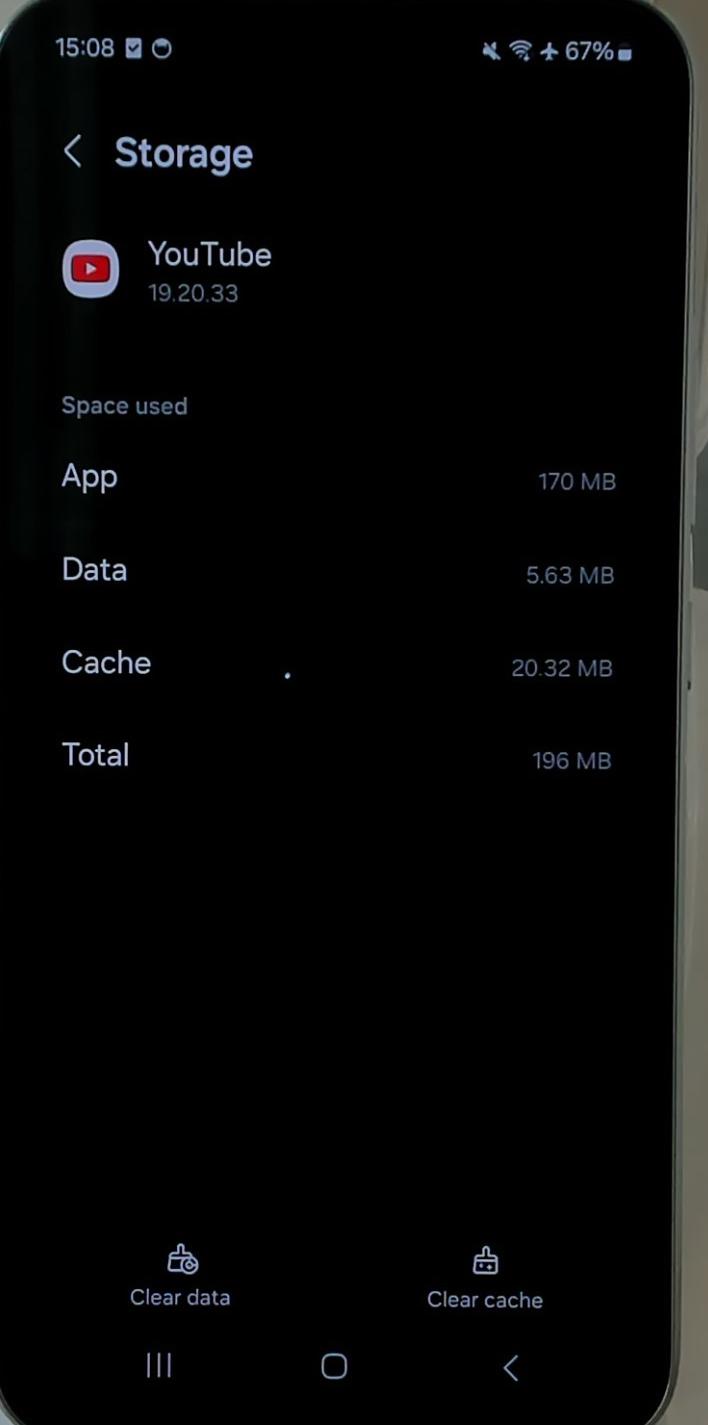 15:08 67%
Storage
YouTube
19.20.33
Space used
App 170 MB
Data 5.63 MB
Cache 20.32 MB
Total 196 MB
Clear data Clear cache